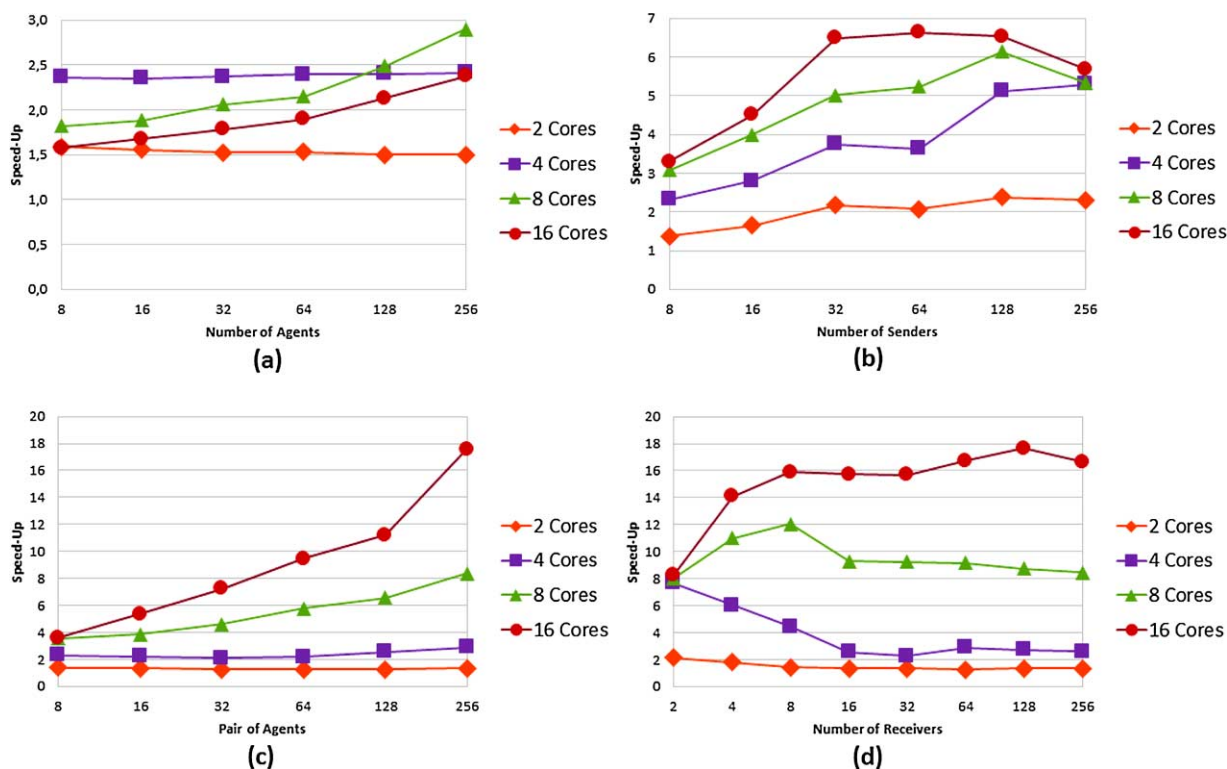 3,0
2,5
2,0
1,5
1,0
0,5
0,0
Speed-Up
8 16 32 64 128 256
Number of Agents
2 Cores
4 Cores
8 Cores
16 Cores
(a)
7
6
5
4
3
2
1
0
Speed-Up
8 16 32 64 128 256
Number of Senders
2 Cores
4 Cores
8 Cores
16 Cores
(b)
20
18
16
14
12
10
8
6
4
2
0
Speed-Up
8 16 32 64 128 256
Pair of Agents
2 Cores
4 Cores
8 Cores
16 Cores
(c)
20
18
16
14
12
10
8
6
4
2
0
Speed-Up
2 4 8 16 32 64 128 256
Number of Receivers
2 Cores
4 Cores
8 Cores
16 Cores
(d)